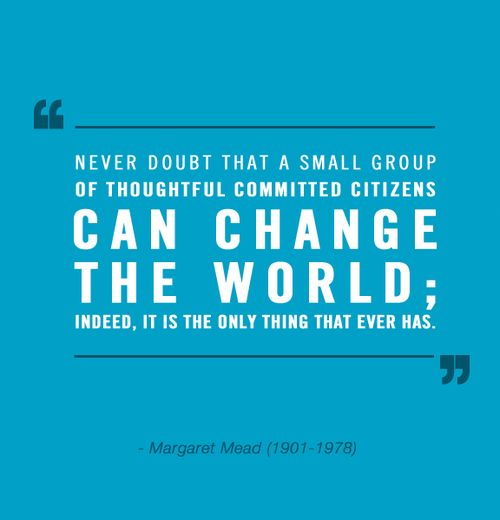 “
NEVER DOUBT THAT A SMALL GROUP
OF THOUGHTFUL COMMITTED CITIZENS
CAN CHANGE
THE WORLD;
INDEED, IT IS THE ONLY THING THAT EVER HAS.
”
- Margaret Mead (1901-1978)